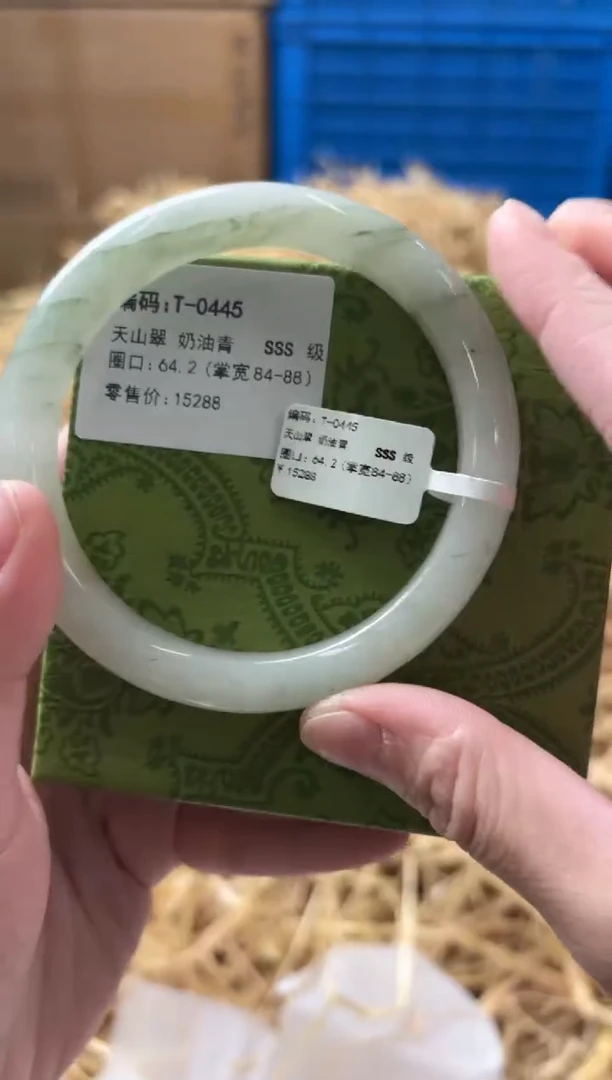 编码:T-0445
天山翠 奶油青 SSS 级
圈口:64.2(掌宽84-88)
零售价:15288
编码:T-0445
天山翠 奶油青 SSS 级
圈口:64.2(掌宽84-88)
¥15288